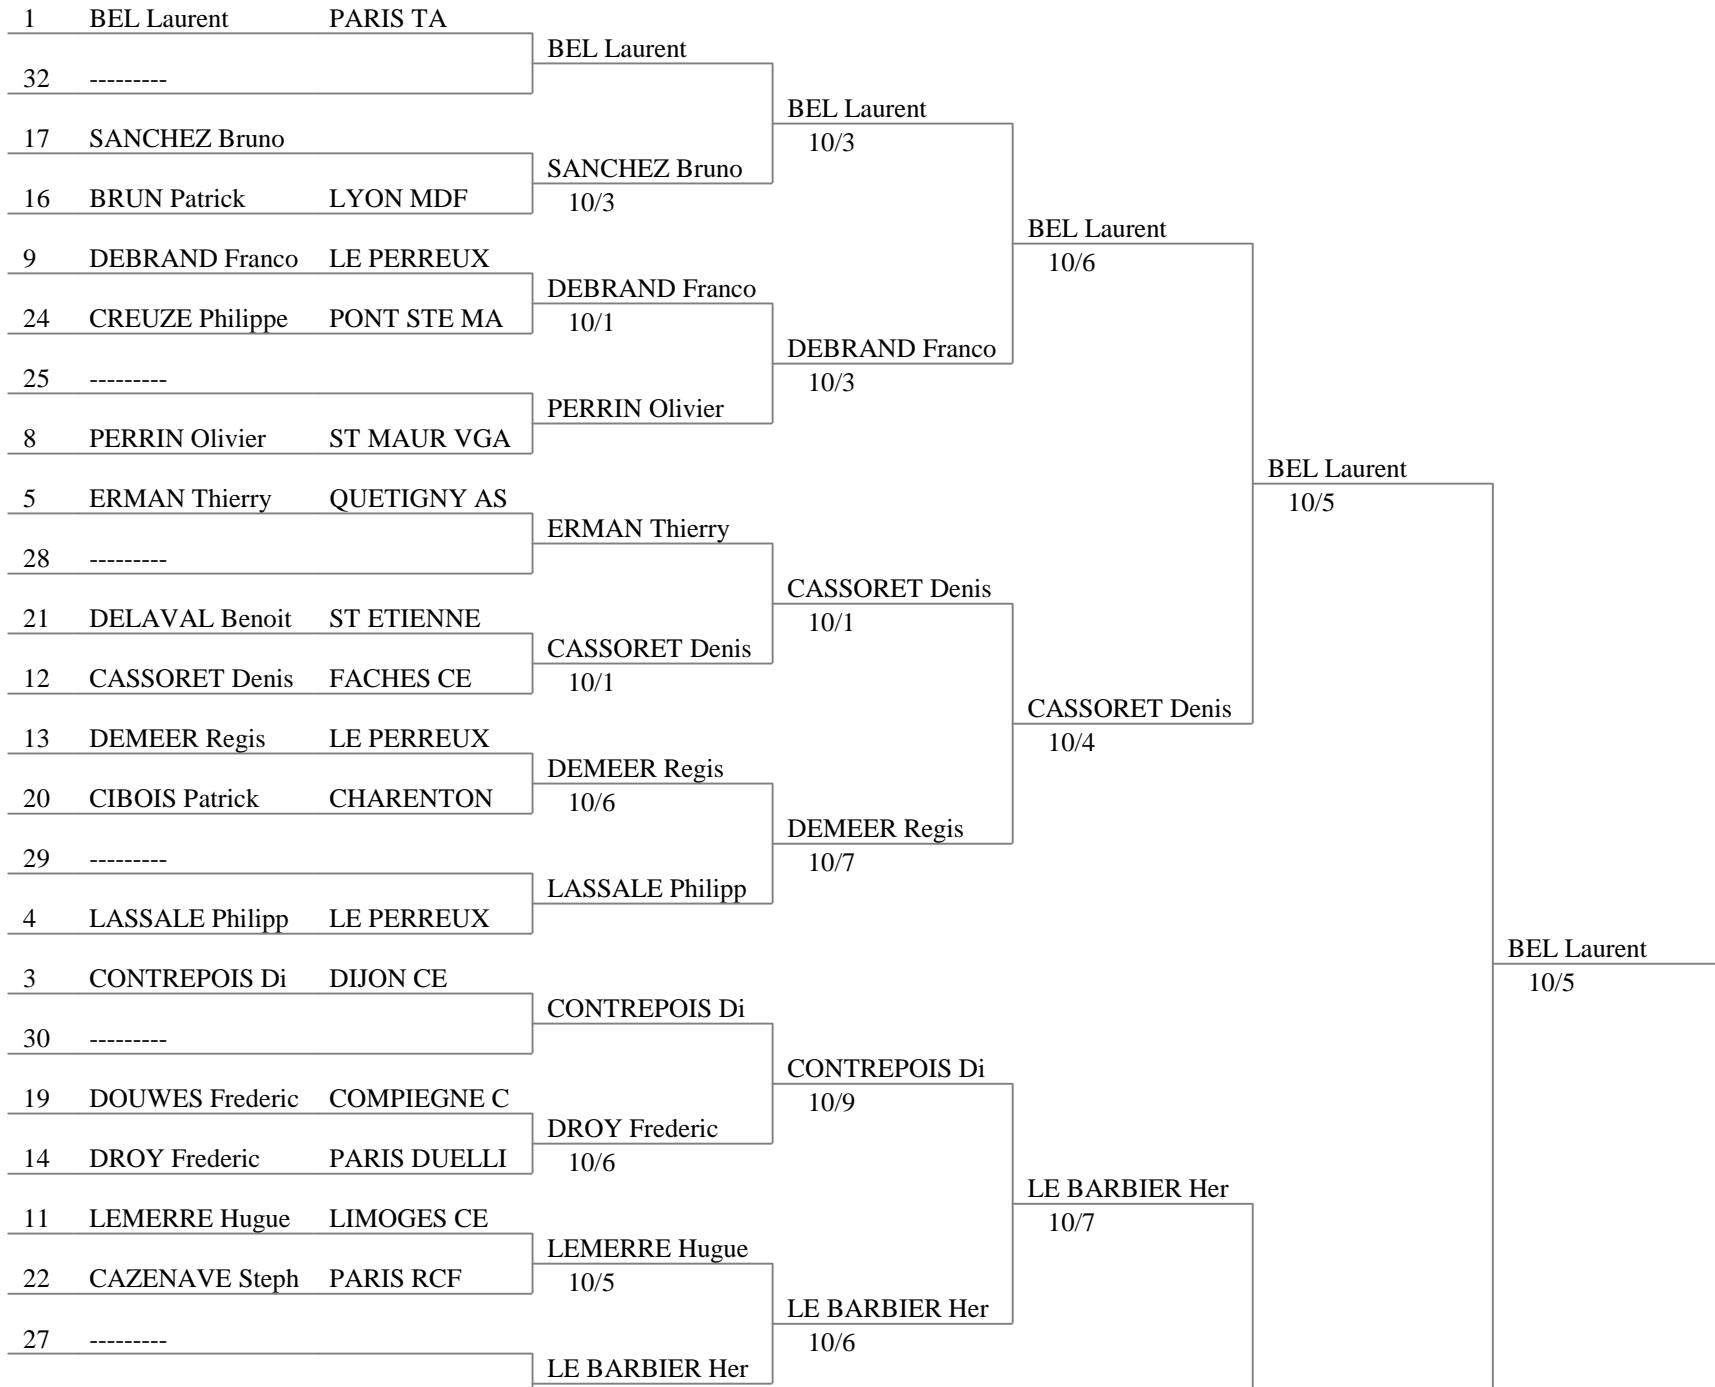 1 BEL Laurent PARIS TA
BEL Laurent
32 ---------
BEL Laurent
17 SANCHEZ Bruno
10/3
SANCHEZ Bruno
16 BRUN Patrick LYON MDF
10/3
BEL Laurent
9 DEBRAND Franco LE PERREUX
10/6
DEBRAND Franco
24 CREUZE Philippe PONT STE MA
10/1
DEBRAND Franco
25 ---------
10/3
PERRIN Olivier
8 PERRIN Olivier ST MAUR VGA
BEL Laurent
5 ERMAN Thierry QUETIGNY AS
10/5
ERMAN Thierry
28 ---------
CASSORET Denis
21 DELAVAL Benoit ST ETIENNE
10/1
CASSORET Denis
12 CASSORET Denis FACHES CE
10/1
CASSORET Denis
13 DEMEER Regis LE PERREUX
10/4
DEMEER Regis
20 CIBOIS Patrick CHARENTON
10/6
DEMEER Regis
29 ---------
10/7
LASSALE Philipp
4 LASSALE Philipp LE PERREUX
BEL Laurent
3 CONTREPOIS Di DIJON CE
10/5
CONTREPOIS Di
30 ---------
CONTREPOIS Di
19 DOUWES Frederic COMPIEGNE C
10/9
DROY Frederic
14 DROY Frederic PARIS DUELLI
10/6
LE BARBIER Her
11 LEMERRE Hugue LIMOGES CE
10/7
LEMERRE Hugue
22 CAZENAVE Steph PARIS RCF
10/5
LE BARBIER Her
27 ---------
10/6
LE BARBIER Her